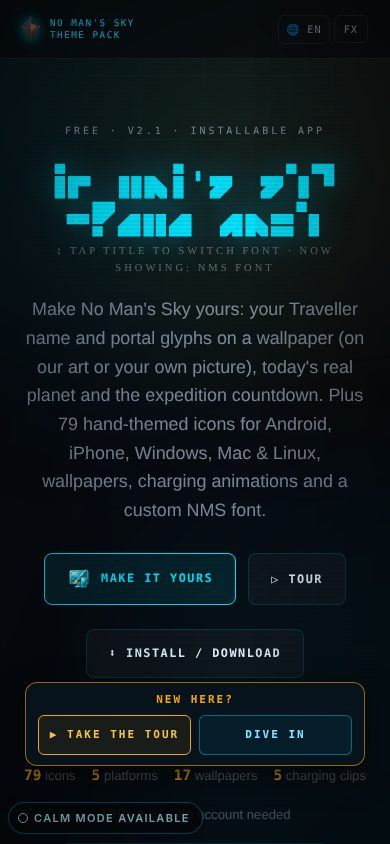 NO MAN'S SKY
THEME PACK
EN
FX
FREE · V2.1 · INSTALLABLE APP
↕ TAP TITLE TO SWITCH FONT · NOW
SHOWING: NMS FONT
Make No Man's Sky yours: your Traveller
name and portal glyphs on a wallpaper (on
our art or your own picture), today's real
planet and the expedition countdown. Plus
79 hand-themed icons for Android,
iPhone, Windows, Mac & Linux,
wallpapers, charging animations and a
custom NMS font.
MAKE IT YOURS
▷ TOUR
⬇ INSTALL / DOWNLOAD
NEW HERE?
▶ TAKE THE TOUR
DIVE IN
79 icons 5 platforms 17 wallpapers 5 charging clips
account needed
CALM MODE AVAILABLE